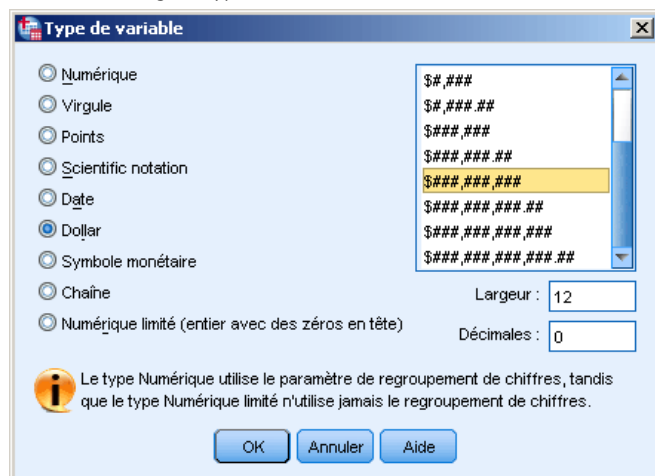 Type de variable
Numérique
Virgule
Points
Scientific notation
Date
Dollar
Symbole monétaire
Chaîne
Numérique limité (entier avec des zéros en tête)
$#,###
$#,###.##
$###,###
$###,###.##
$###,###,###
$###,###,###.##
$###,###,###,###
$###,###,###,###.##
Largeur : 12
Décimales : 0
Le type Numérique utilise le paramètre de regroupement de chiffres, tandis
que le type Numérique limité n'utilise jamais le regroupement de chiffres.
OK Annuler Aide